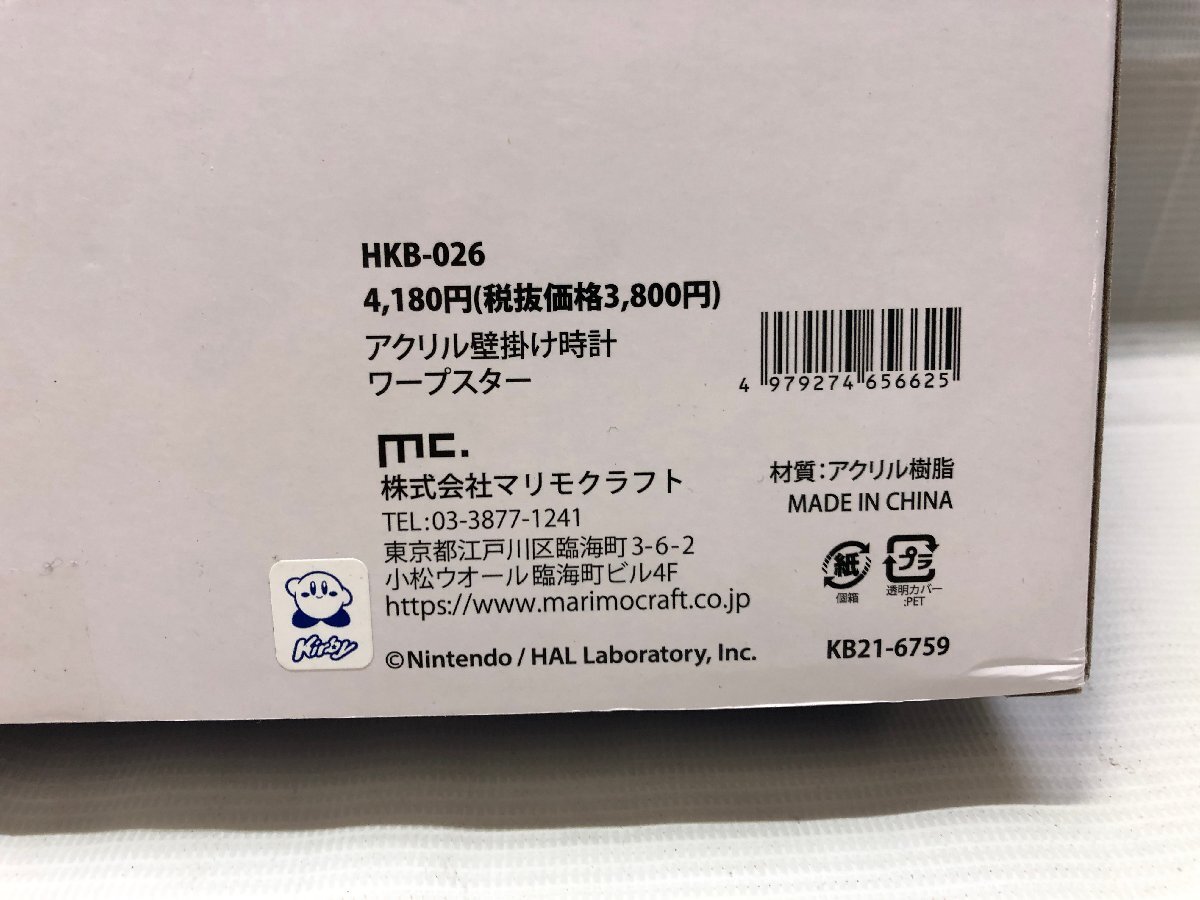 HKB-026
4,180円(税抜価格3,800円)
アクリル壁掛け時計
ワープスター
4 979274 656625
mc.
株式会社マリモクラフト
TEL:03-3877-1241
東京都江戸川区臨海町3-6-2
小松ウオール臨海町ビル4F
https://www.marimocraft.co.jp
材質:アクリル樹脂
MADE IN CHINA
紙
個箱
プラ
透明カバー
:PET
Kirby
©Nintendo / HAL Laboratory, Inc.
KB21-6759